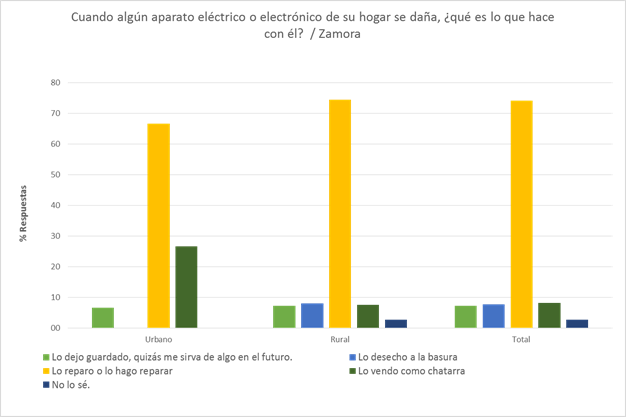 Cuando algún aparato eléctrico o electrónico de su hogar se daña, ¿qué es lo que hace
con él?  / Zamora
80
70
60
50
40
30
20
10
00
% Respuestas
Urbano
Rural
Total
Lo dejo guardado, quizás me sirva de algo en el futuro.
Lo desecho a la basura
Lo reparo o lo hago reparar
Lo vendo como chatarra
No lo sé.